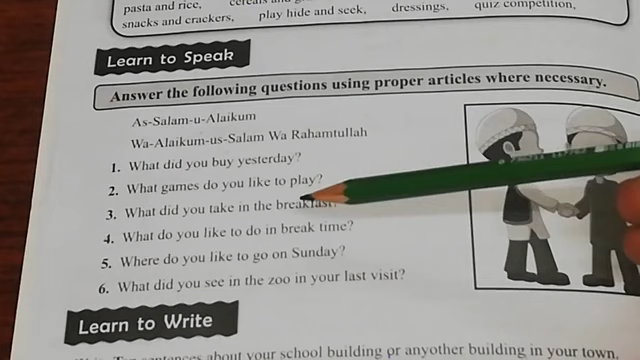 pasta and rice,
snacks and crackers, play hide and seek, dressings, quiz competition,
Learn to Speak
Answer the following questions using proper articles where necessary.
As-Salam-u-Alaikum
Wa-Alaikum-us-Salam Wa Rahamtullah
1. What did you buy yesterday?
2. What games do you like to play?
3. What did you take in the breakfast?
4. What do you like to do in break time?
5. Where do you like to go on Sunday?
6. What did you see in the zoo in your last visit?
Learn to Write
sentences about your school building or anyother building in your town.